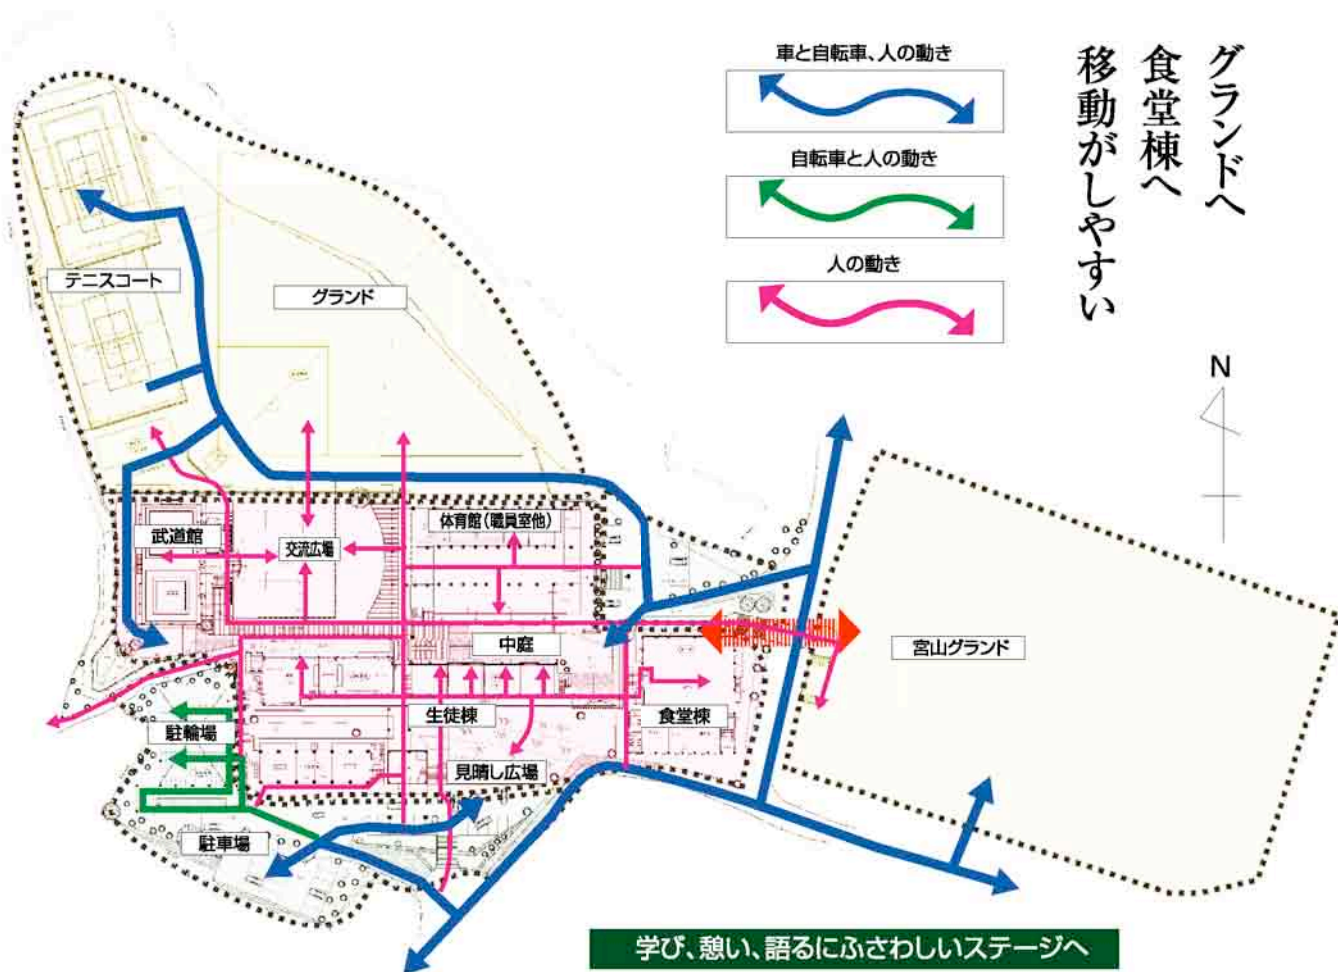 グランドへ
食堂棟へ
移動がしやすい
車と自転車、人の動き
自転車と人の動き
人の動き
N
テニスコート
グランド
武道館
交流広場
体育館(職員室他)
中庭
宮山グランド
生徒棟
食堂棟
駐輪場
見晴し広場
駐車場
学び、憩い、語るにふさわしいステージへ